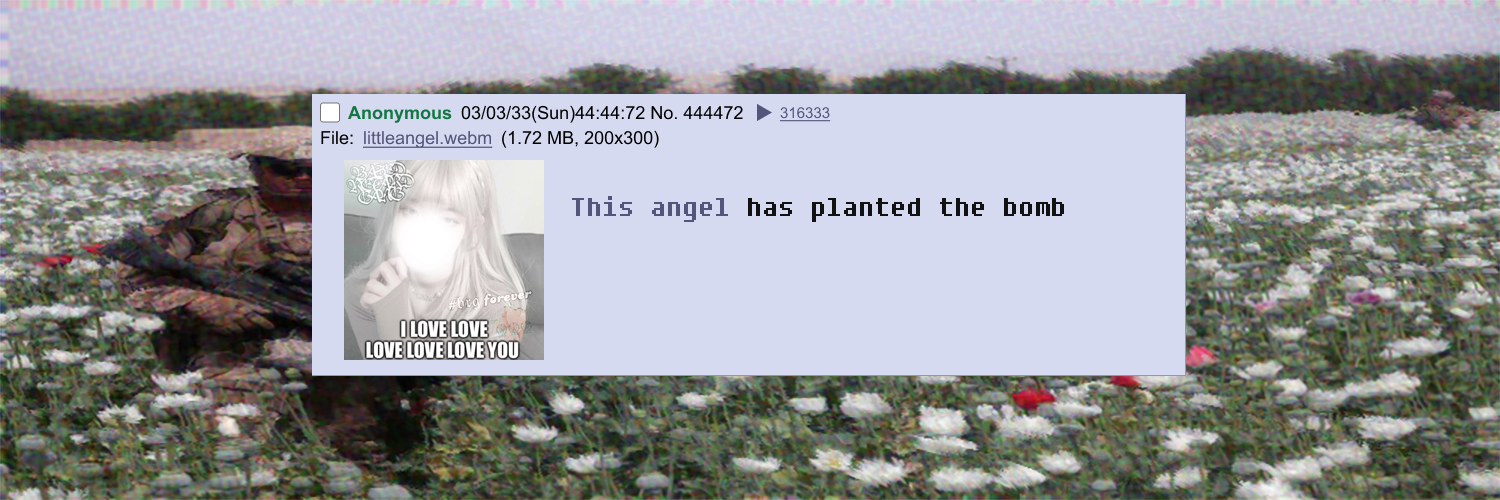 Anonymous 03/03/33(Sun)44:44:72 No. 444472 ▶ 316333
File: littleangel.webm (1.72 MB, 200x300)
This angel has planted the bomb
forever
I LOVE LOVE
LOVE LOVE LOVE YOU